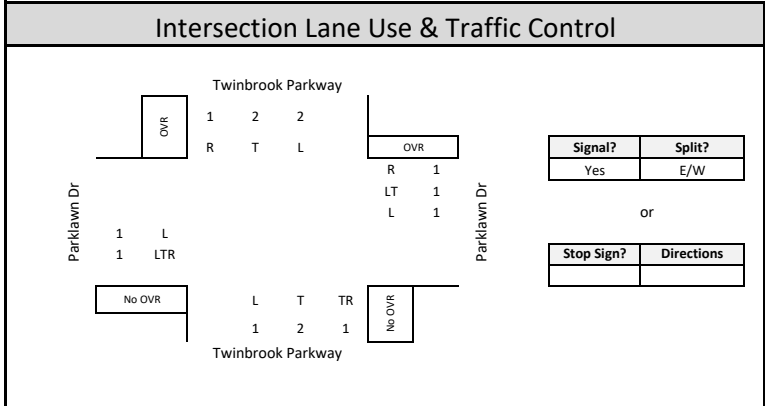 Intersection Lane Use & Traffic Control
Twinbrook Parkway
OVR
1 2 2
R T L
OVR
R 1
LT 1
L 1
Parklawn Dr
Parklawn Dr
1 L
1 LTR
No OVR
L T TR
1 2 1
No OVR
Twinbrook Parkway
Signal? Split?
Yes E/W
or
Stop Sign? Directions